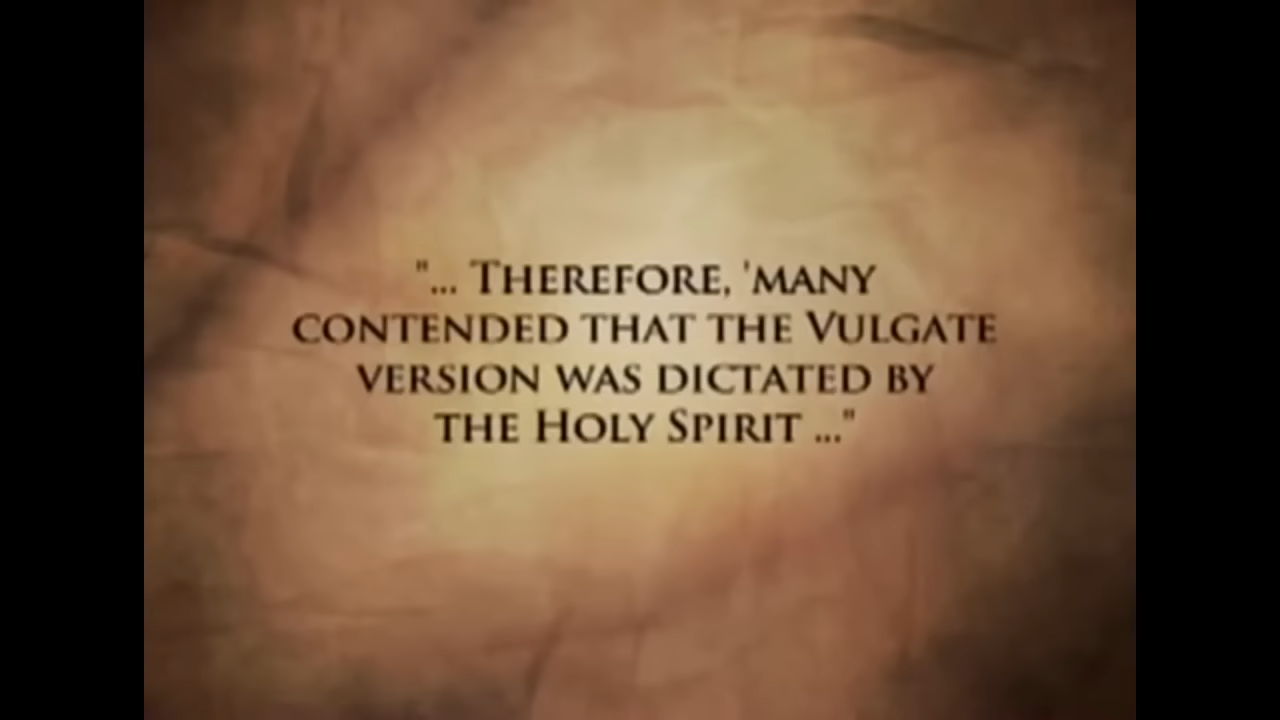 "... Therefore, 'many
contended that the Vulgate
version was dictated by
the Holy Spirit ..."